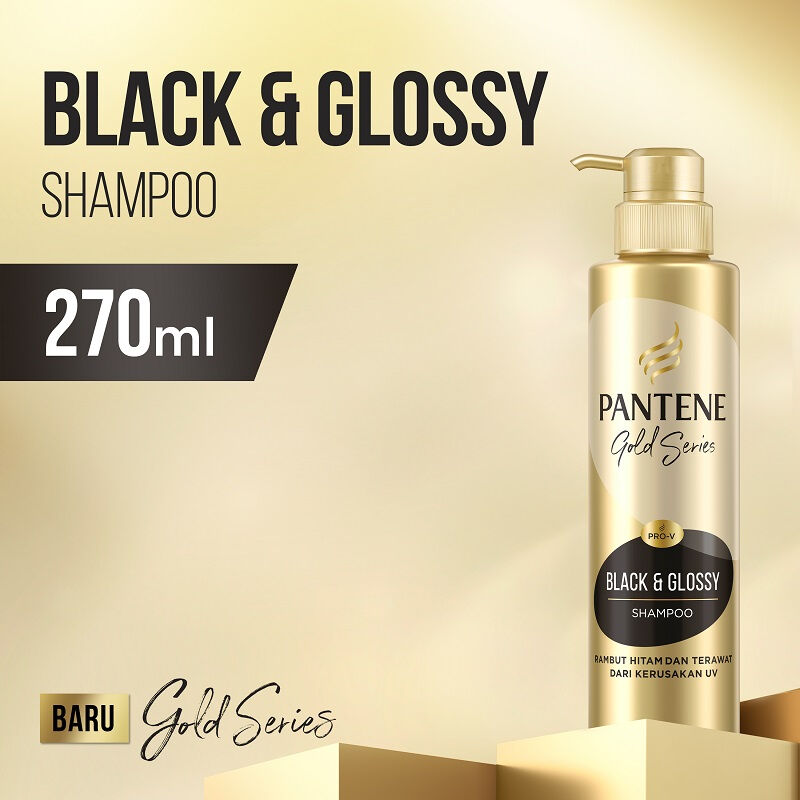 BLACK & GLOSSY
SHAMPOO
270ml
PANTENE
Gold Series
PRO-V
BLACK & GLOSSY
SHAMPOO
RAMBUT HITAM DAN TERAWAT
DARI KERUSAKAN UV
BARU Gold Series